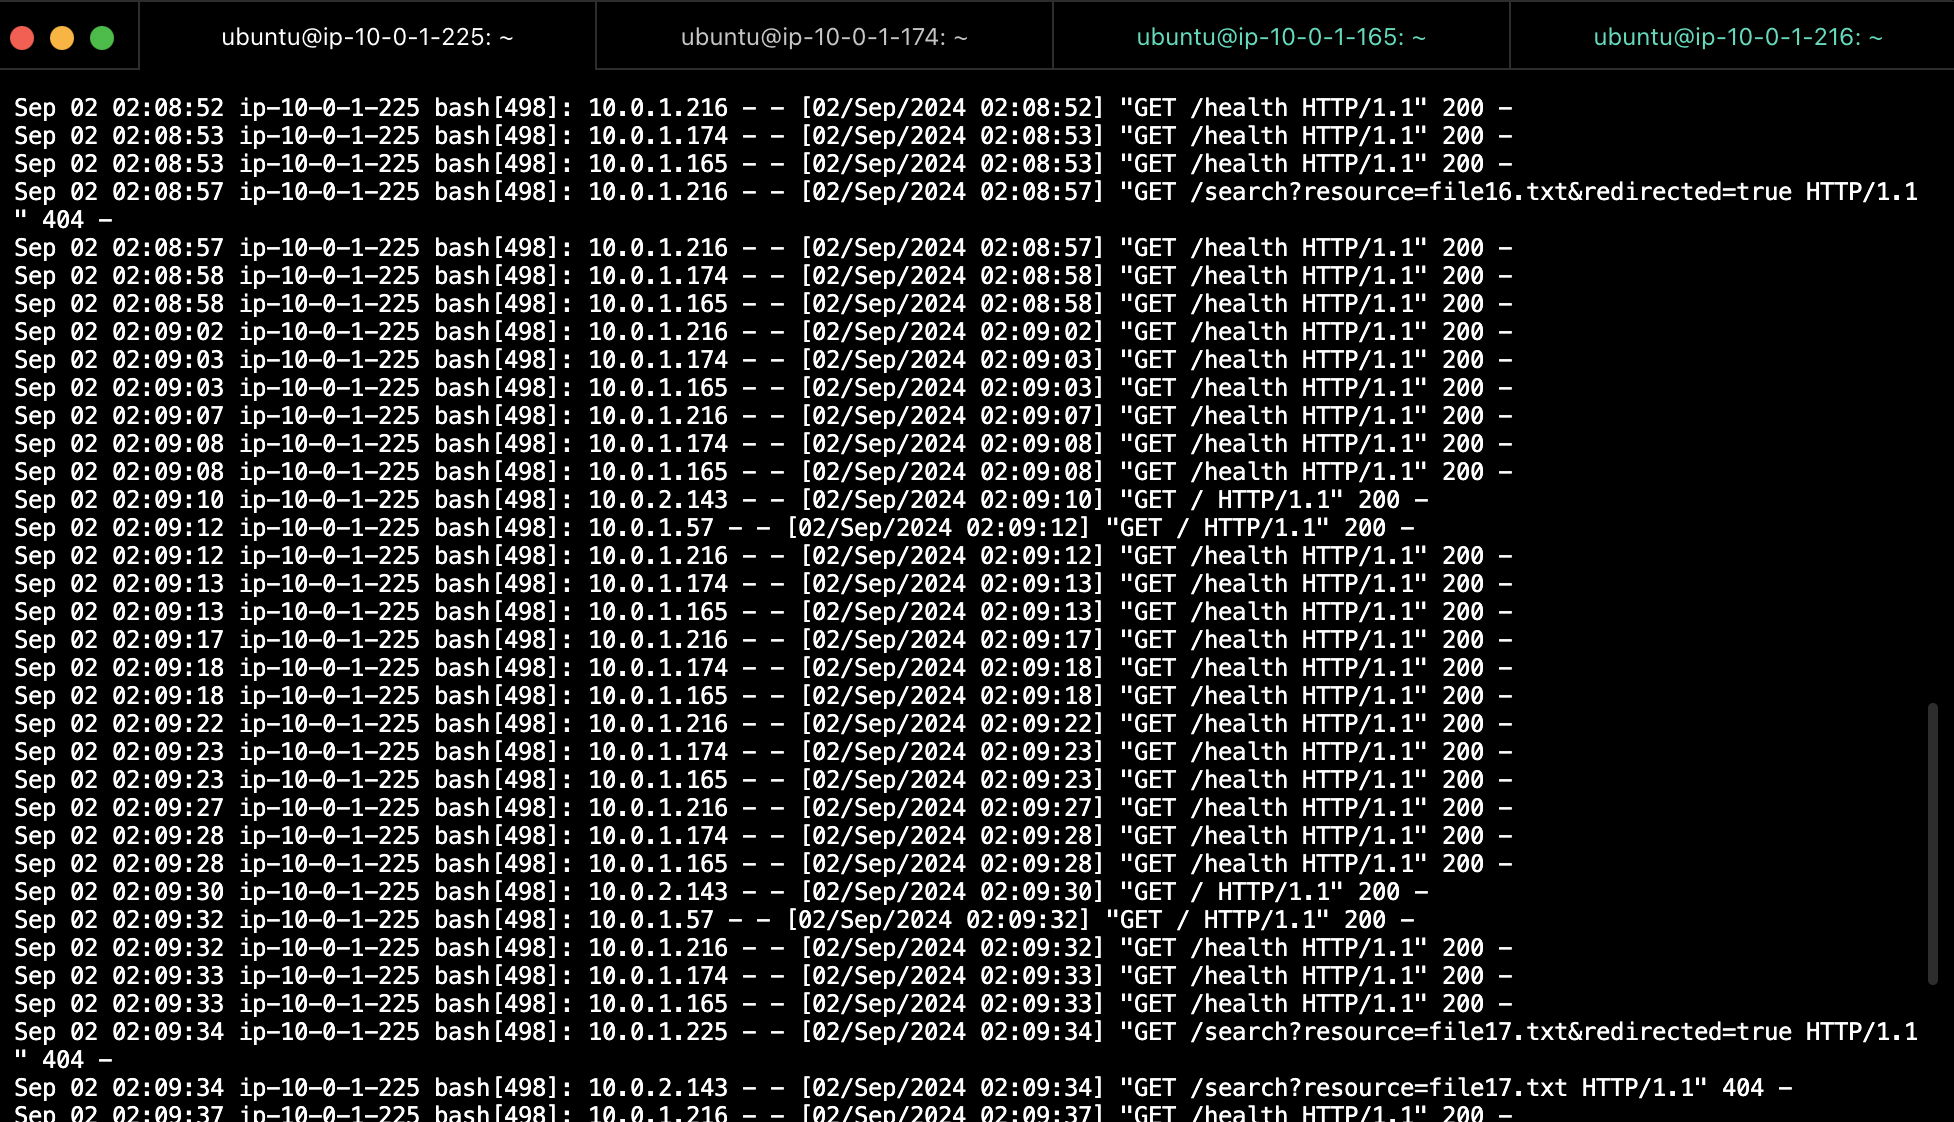 ubuntu@ip-10-0-1-225: ~
ubuntu@ip-10-0-1-174: ~
ubuntu@ip-10-0-1-165: ~
ubuntu@ip-10-0-1-216: ~
Sep 02 02:08:52 ip-10-0-1-225 bash[498]: 10.0.1.216 - - [02/Sep/2024 02:08:52] "GET /health HTTP/1.1" 200 -
Sep 02 02:08:53 ip-10-0-1-225 bash[498]: 10.0.1.174 - - [02/Sep/2024 02:08:53] "GET /health HTTP/1.1" 200 -
Sep 02 02:08:53 ip-10-0-1-225 bash[498]: 10.0.1.165 - - [02/Sep/2024 02:08:53] "GET /health HTTP/1.1" 200 -
Sep 02 02:08:57 ip-10-0-1-225 bash[498]: 10.0.1.216 - - [02/Sep/2024 02:08:57] "GET /search?resource=file16.txt&redirected=true HTTP/1.1
" 404 -
Sep 02 02:08:57 ip-10-0-1-225 bash[498]: 10.0.1.216 - - [02/Sep/2024 02:08:57] "GET /health HTTP/1.1" 200 -
Sep 02 02:08:58 ip-10-0-1-225 bash[498]: 10.0.1.174 - - [02/Sep/2024 02:08:58] "GET /health HTTP/1.1" 200 -
Sep 02 02:08:58 ip-10-0-1-225 bash[498]: 10.0.1.165 - - [02/Sep/2024 02:08:58] "GET /health HTTP/1.1" 200 -
Sep 02 02:09:02 ip-10-0-1-225 bash[498]: 10.0.1.216 - - [02/Sep/2024 02:09:02] "GET /health HTTP/1.1" 200 -
Sep 02 02:09:03 ip-10-0-1-225 bash[498]: 10.0.1.174 - - [02/Sep/2024 02:09:03] "GET /health HTTP/1.1" 200 -
Sep 02 02:09:03 ip-10-0-1-225 bash[498]: 10.0.1.165 - - [02/Sep/2024 02:09:03] "GET /health HTTP/1.1" 200 -
Sep 02 02:09:07 ip-10-0-1-225 bash[498]: 10.0.1.216 - - [02/Sep/2024 02:09:07] "GET /health HTTP/1.1" 200 -
Sep 02 02:09:08 ip-10-0-1-225 bash[498]: 10.0.1.174 - - [02/Sep/2024 02:09:08] "GET /health HTTP/1.1" 200 -
Sep 02 02:09:08 ip-10-0-1-225 bash[498]: 10.0.1.165 - - [02/Sep/2024 02:09:08] "GET /health HTTP/1.1" 200 -
Sep 02 02:09:10 ip-10-0-1-225 bash[498]: 10.0.2.143 - - [02/Sep/2024 02:09:10] "GET / HTTP/1.1" 200 -
Sep 02 02:09:12 ip-10-0-1-225 bash[498]: 10.0.1.57 - - [02/Sep/2024 02:09:12] "GET / HTTP/1.1" 200 -
Sep 02 02:09:12 ip-10-0-1-225 bash[498]: 10.0.1.216 - - [02/Sep/2024 02:09:12] "GET /health HTTP/1.1" 200 -
Sep 02 02:09:13 ip-10-0-1-225 bash[498]: 10.0.1.174 - - [02/Sep/2024 02:09:13] "GET /health HTTP/1.1" 200 -
Sep 02 02:09:13 ip-10-0-1-225 bash[498]: 10.0.1.165 - - [02/Sep/2024 02:09:13] "GET /health HTTP/1.1" 200 -
Sep 02 02:09:17 ip-10-0-1-225 bash[498]: 10.0.1.216 - - [02/Sep/2024 02:09:17] "GET /health HTTP/1.1" 200 -
Sep 02 02:09:18 ip-10-0-1-225 bash[498]: 10.0.1.174 - - [02/Sep/2024 02:09:18] "GET /health HTTP/1.1" 200 -
Sep 02 02:09:18 ip-10-0-1-225 bash[498]: 10.0.1.165 - - [02/Sep/2024 02:09:18] "GET /health HTTP/1.1" 200 -
Sep 02 02:09:22 ip-10-0-1-225 bash[498]: 10.0.1.216 - - [02/Sep/2024 02:09:22] "GET /health HTTP/1.1" 200 -
Sep 02 02:09:23 ip-10-0-1-225 bash[498]: 10.0.1.174 - - [02/Sep/2024 02:09:23] "GET /health HTTP/1.1" 200 -
Sep 02 02:09:23 ip-10-0-1-225 bash[498]: 10.0.1.165 - - [02/Sep/2024 02:09:23] "GET /health HTTP/1.1" 200 -
Sep 02 02:09:27 ip-10-0-1-225 bash[498]: 10.0.1.216 - - [02/Sep/2024 02:09:27] "GET /health HTTP/1.1" 200 -
Sep 02 02:09:28 ip-10-0-1-225 bash[498]: 10.0.1.174 - - [02/Sep/2024 02:09:28] "GET /health HTTP/1.1" 200 -
Sep 02 02:09:28 ip-10-0-1-225 bash[498]: 10.0.1.165 - - [02/Sep/2024 02:09:28] "GET /health HTTP/1.1" 200 -
Sep 02 02:09:30 ip-10-0-1-225 bash[498]: 10.0.2.143 - - [02/Sep/2024 02:09:30] "GET / HTTP/1.1" 200 -
Sep 02 02:09:32 ip-10-0-1-225 bash[498]: 10.0.1.57 - - [02/Sep/2024 02:09:32] "GET / HTTP/1.1" 200 -
Sep 02 02:09:32 ip-10-0-1-225 bash[498]: 10.0.1.216 - - [02/Sep/2024 02:09:32] "GET /health HTTP/1.1" 200 -
Sep 02 02:09:33 ip-10-0-1-225 bash[498]: 10.0.1.174 - - [02/Sep/2024 02:09:33] "GET /health HTTP/1.1" 200 -
Sep 02 02:09:33 ip-10-0-1-225 bash[498]: 10.0.1.165 - - [02/Sep/2024 02:09:33] "GET /health HTTP/1.1" 200 -
Sep 02 02:09:34 ip-10-0-1-225 bash[498]: 10.0.1.225 - - [02/Sep/2024 02:09:34] "GET /search?resource=file17.txt&redirected=true HTTP/1.1
" 404 -
Sep 02 02:09:34 ip-10-0-1-225 bash[498]: 10.0.2.143 - - [02/Sep/2024 02:09:34] "GET /search?resource=file17.txt HTTP/1.1" 404 -
Sep 02 02:09:37 ip-10-0-1-225 bash[498]: 10.0.1.216 - - [02/Sep/2024 02:09:37] "GET /health HTTP/1.1" 200 -